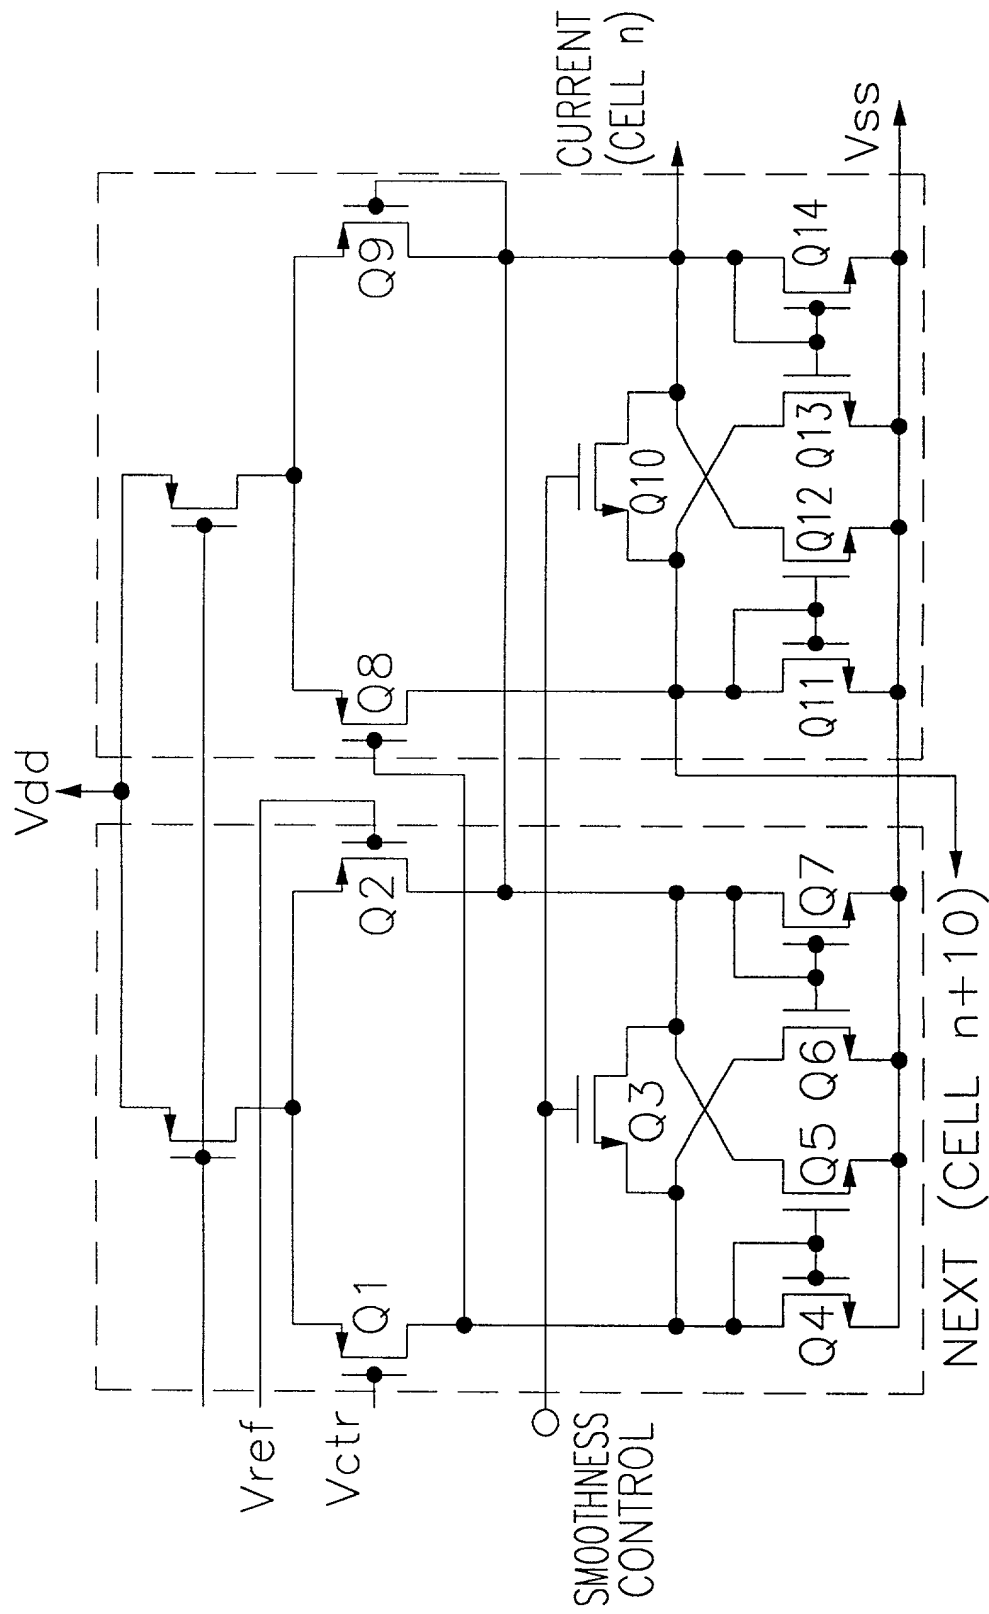 Vdd
Vref
Vctr
Q1
Q2
Q8
Q9
SMOOTHNESS
CONTROL
Q3
Q10
CURRENT
(CELL n)
Q4
Q5
Q6
Q7
Q11
Q12
Q13
Q14
Vss
NEXT (CELL n+10)